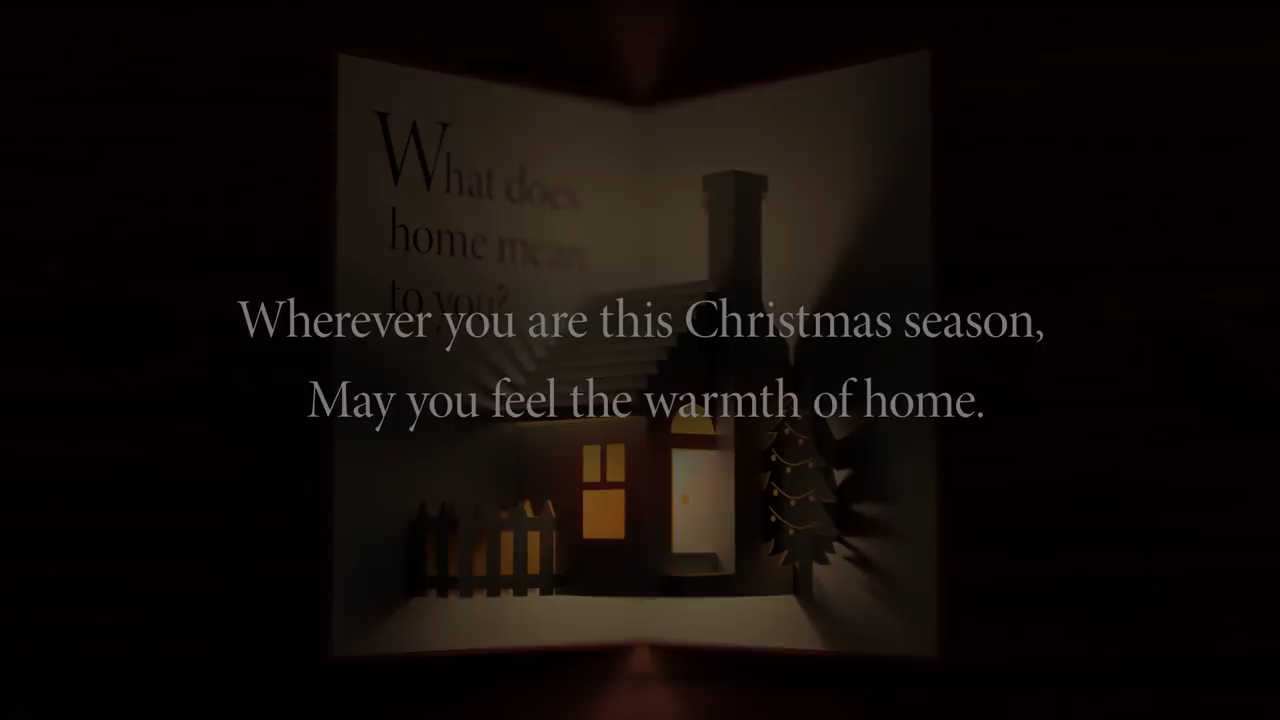 What does
home mean
to you?
Wherever you are this Christmas season,
May you feel the warmth of home.